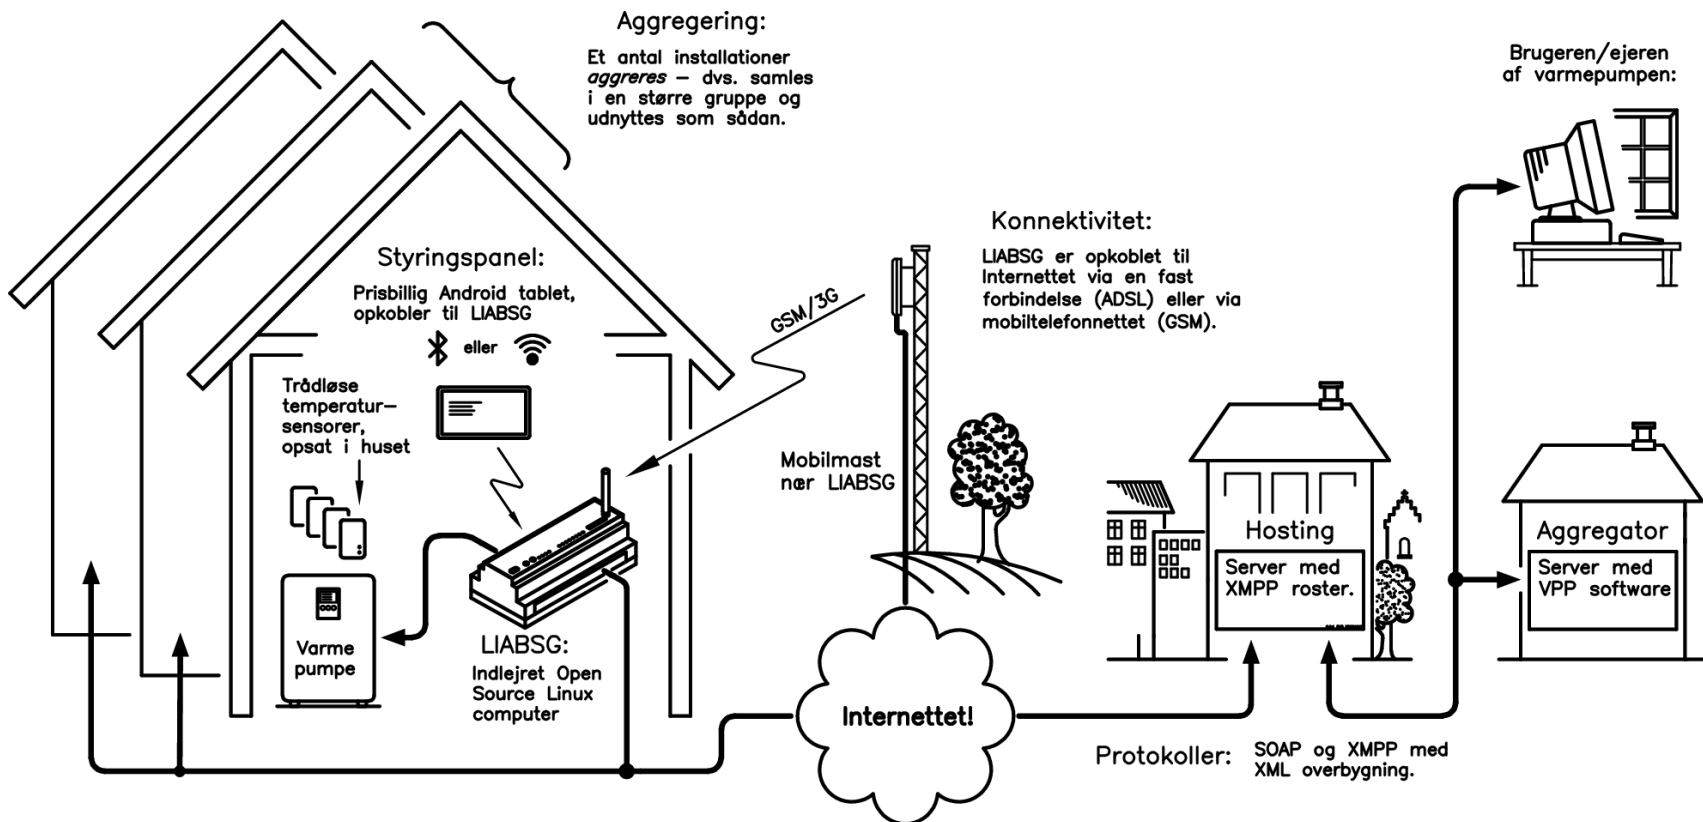 Aggregering:
Et antal installationer
aggreres – dvs. samles
i en større gruppe og
udnyttes som sådan.
Brugeren/ejeren
af varmepumpen:
Styringspanel:
Prisbillig Android tablet,
opkobler til LIABSG
eller
GSM/3G
Konnektivitet:
LIABSG er opkoblet til
Internettet via en fast
forbindelse (ADSL) eller via
mobiltelefonnettet (GSM).
Trådløse
temperatur–
sensorer,
opsat i huset
Mobilmast
nær LIABSG
Varme
pumpe
LIABSG:
Indlejret Open
Source Linux
computer
Internettet!
Hosting
Server med
XMPP roster.
Aggregator
Server med
VPP software
Protokoller:
SOAP og XMPP med
XML overbygning.